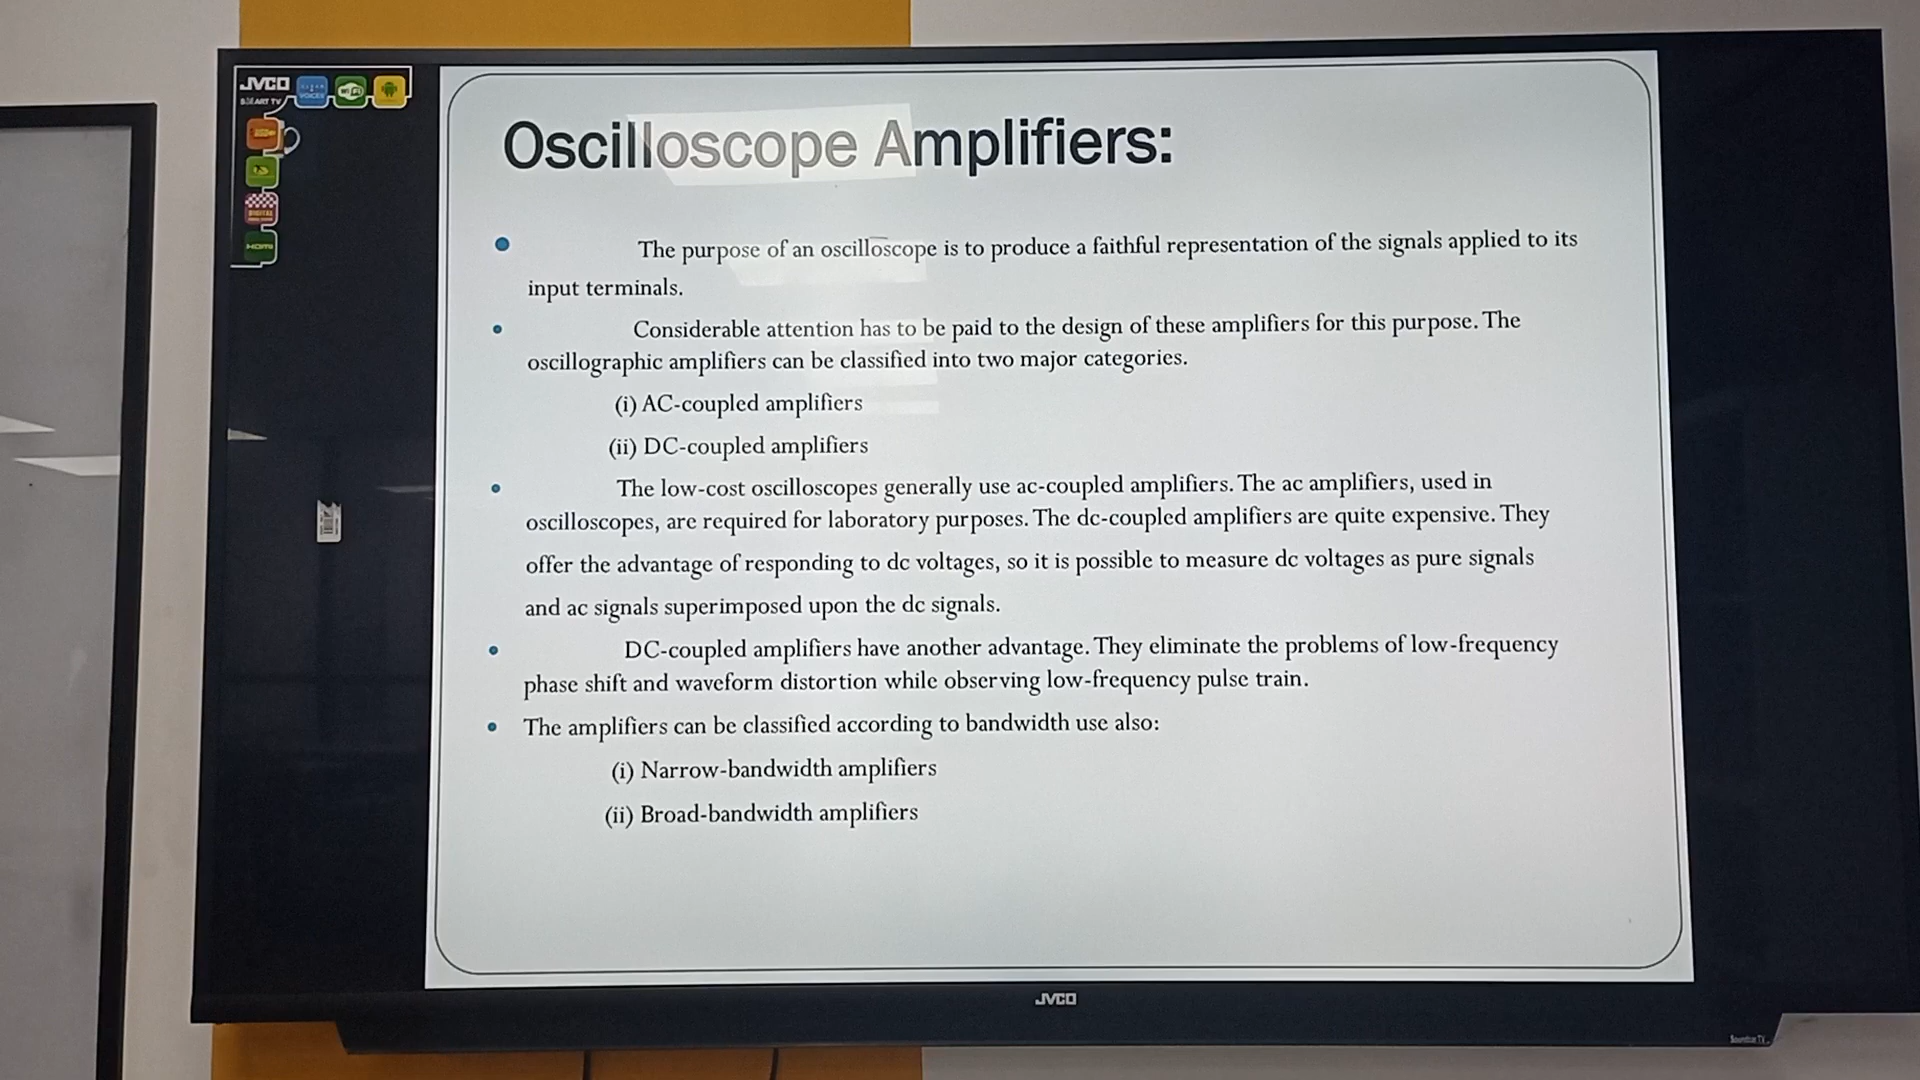 JVCO
SMART TV
VOICES
Wi Fi
DIGITAL
HDMI
Oscilloscope Amplifiers:
The purpose of an oscilloscope is to produce a faithful representation of the signals applied to its
input terminals.
Considerable attention has to be paid to the design of these amplifiers for this purpose. The
oscillographic amplifiers can be classified into two major categories.
(i) AC-coupled amplifiers
(ii) DC-coupled amplifiers
The low-cost oscilloscopes generally use ac-coupled amplifiers. The ac amplifiers, used in
oscilloscopes, are required for laboratory purposes. The dc-coupled amplifiers are quite expensive. They
offer the advantage of responding to dc voltages, so it is possible to measure dc voltages as pure signals
and ac signals superimposed upon the dc signals.
DC-coupled amplifiers have another advantage. They eliminate the problems of low-frequency
phase shift and waveform distortion while observing low-frequency pulse train.
The amplifiers can be classified according to bandwidth use also:
(i) Narrow-bandwidth amplifiers
(ii) Broad-bandwidth amplifiers
JVCO